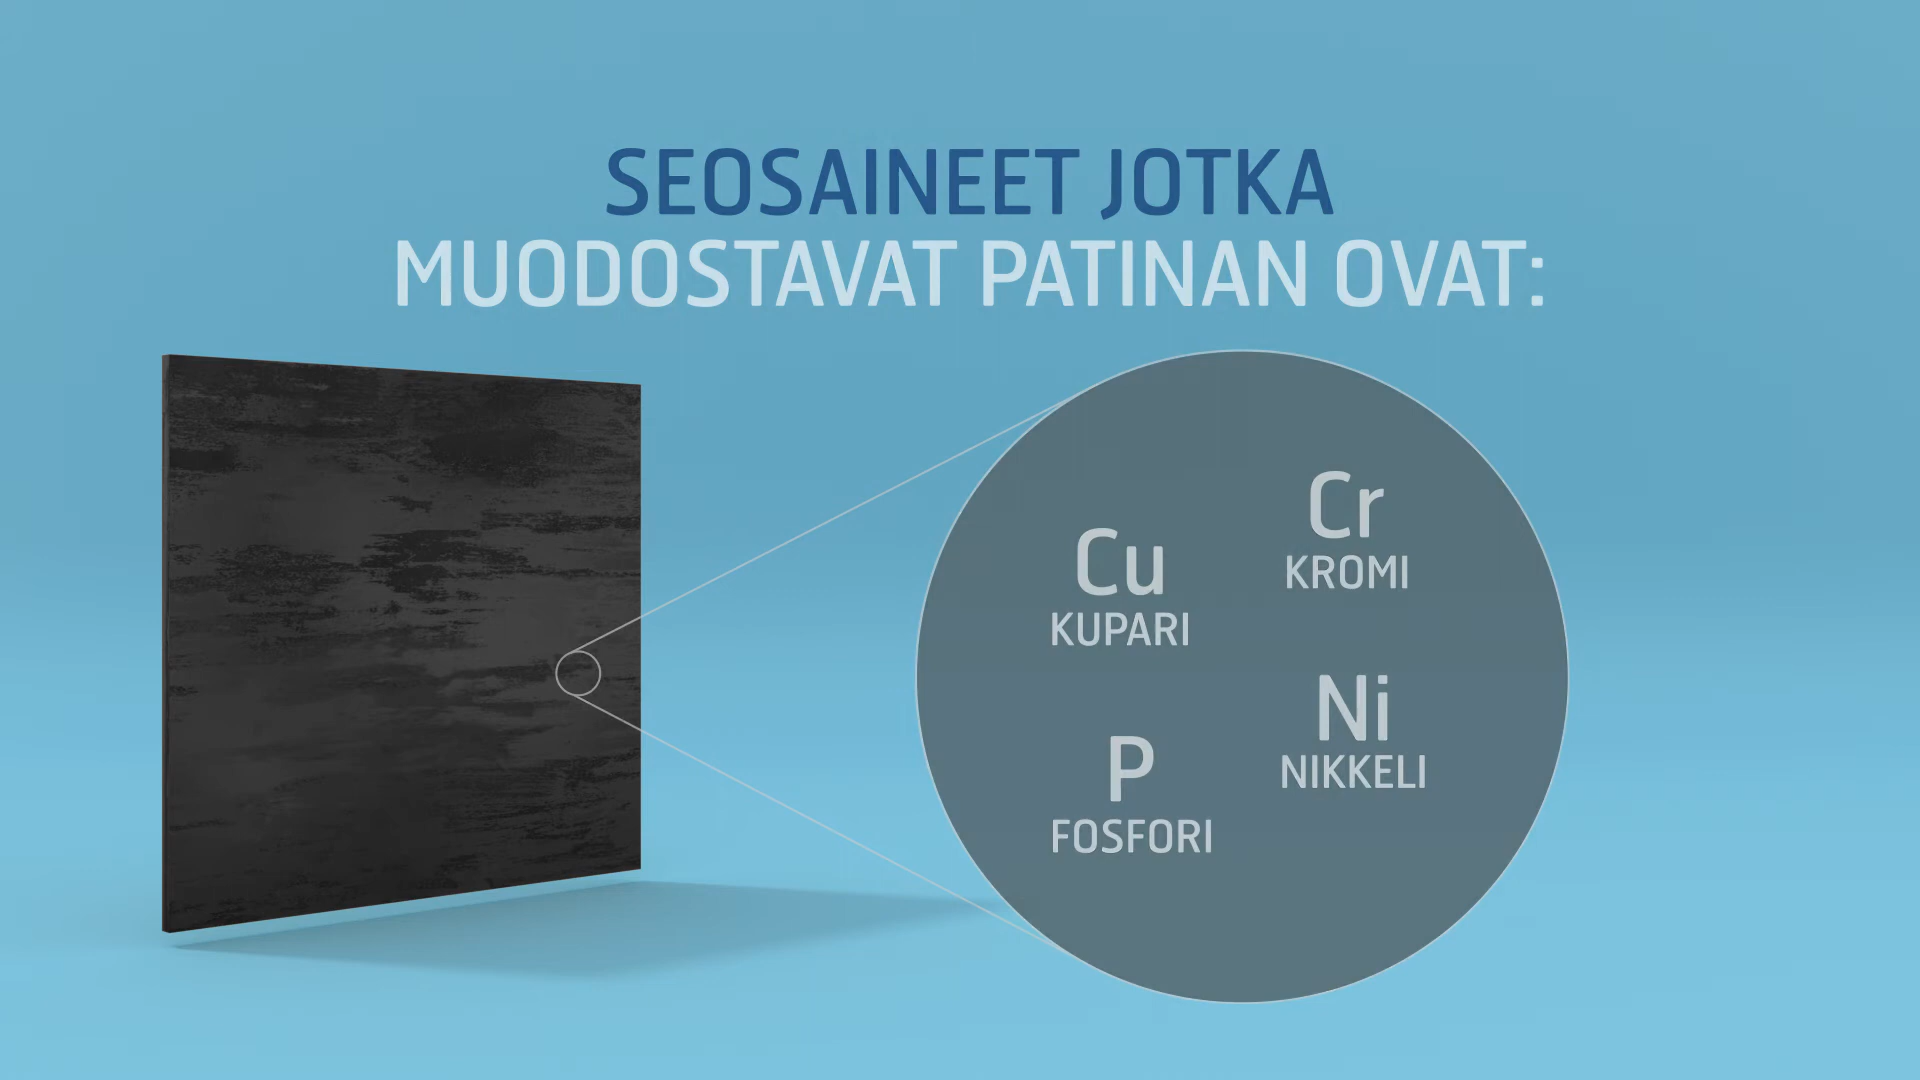 SEOSAINEET JOTKA
MUODOSTAVAT PATINAN OVAT:
Cu
KUPARI
Cr
KROMI
P
FOSFORI
Ni
NIKKELI